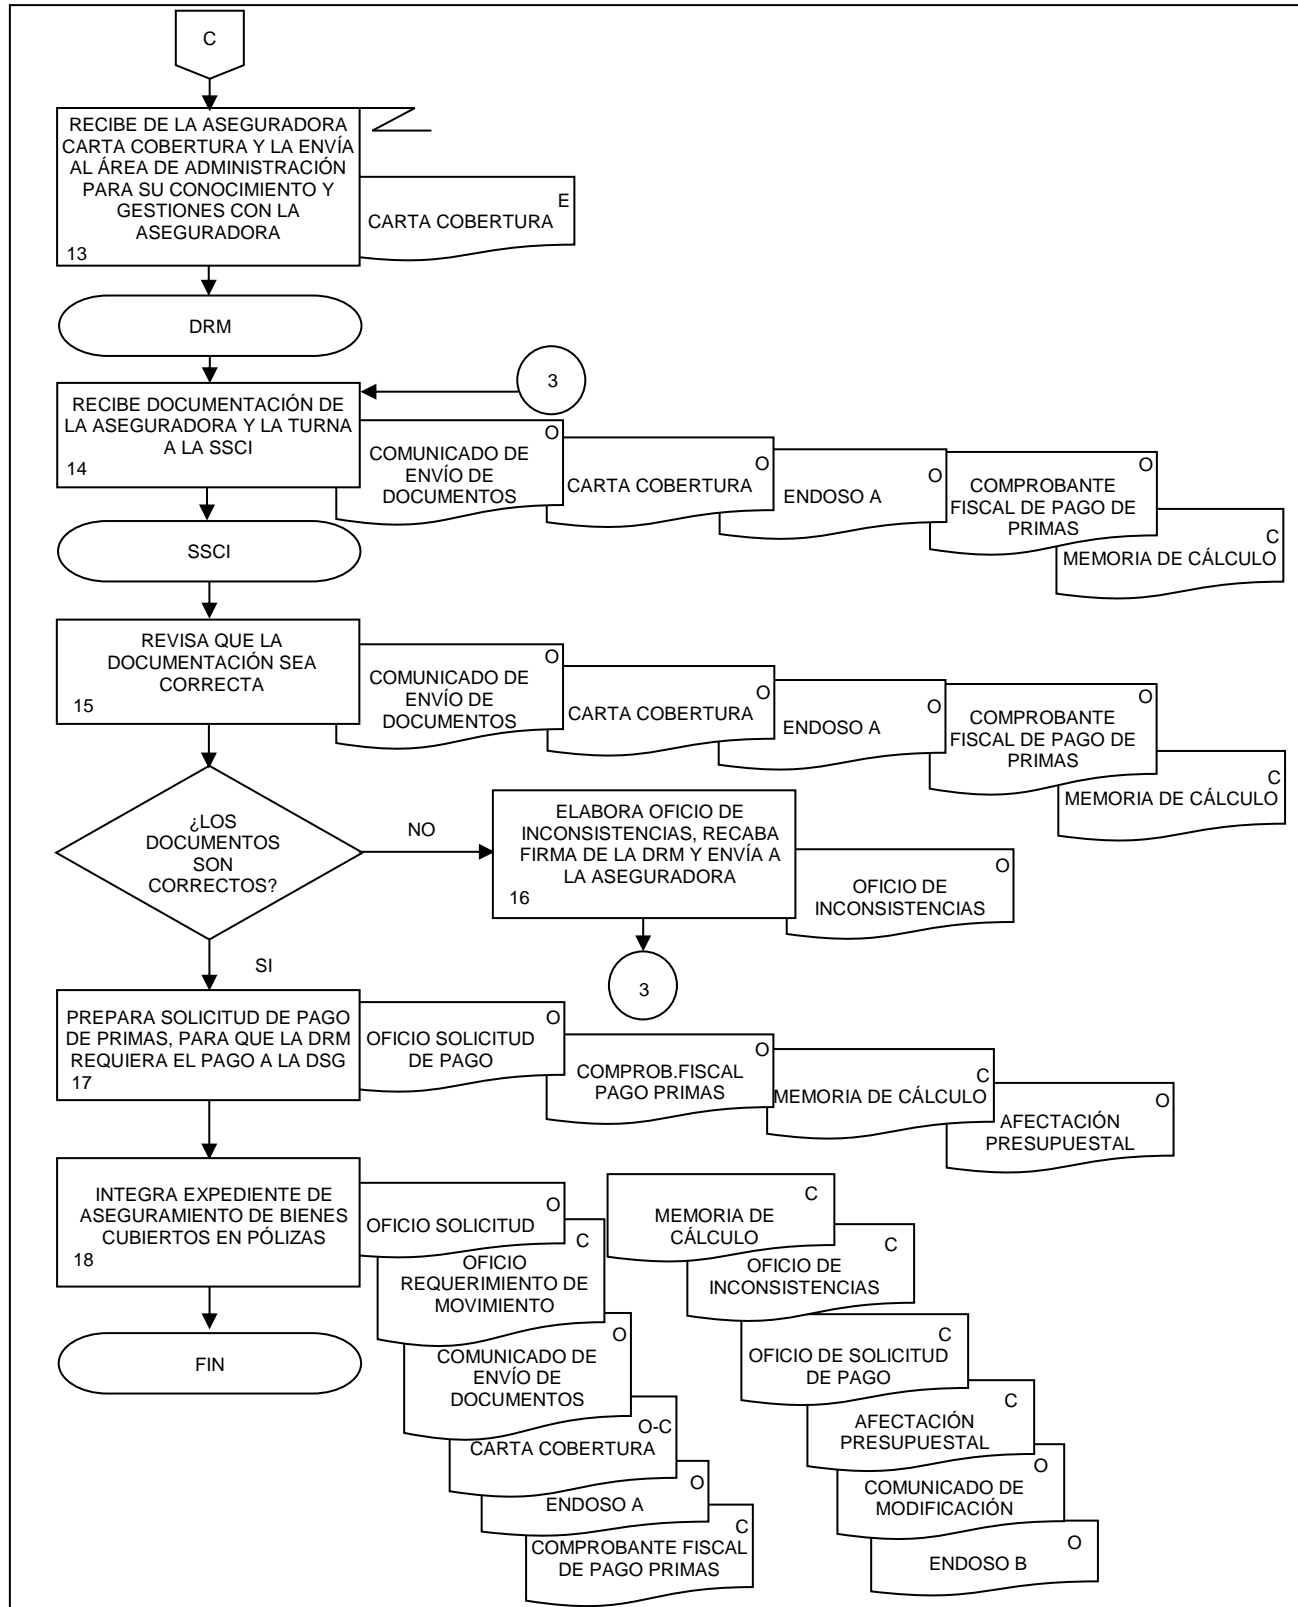 C
RECIBE DE LA ASEGURADORA
CARTA COBERTURA Y LA ENVÍA
AL ÁREA DE ADMINISTRACIÓN
PARA SU CONOCIMIENTO Y
GESTIONES CON LA
ASEGURADORA
13
E
CARTA COBERTURA
DRM
3
RECIBE DOCUMENTACIÓN DE
LA ASEGURADORA Y LA TURNA
A LA SSCI
14
O
COMUNICADO DE
ENVÍO DE
DOCUMENTOS
O
CARTA COBERTURA
O
ENDOSO A
O
COMPROBANTE
FISCAL DE PAGO DE
PRIMAS
C
MEMORIA DE CÁLCULO
SSCI
REVISA QUE LA
DOCUMENTACIÓN SEA
CORRECTA
15
O
COMUNICADO DE
ENVÍO DE
DOCUMENTOS
O
CARTA COBERTURA
O
ENDOSO A
O
COMPROBANTE
FISCAL DE PAGO DE
PRIMAS
C
MEMORIA DE CÁLCULO
¿LOS
DOCUMENTOS
SON
CORRECTOS?
NO
ELABORA OFICIO DE
INCONSISTENCIAS, RECABA
FIRMA DE LA DRM Y ENVÍA A
LA ASEGURADORA
16
O
OFICIO DE
INCONSISTENCIAS
3
SI
PREPARA SOLICITUD DE PAGO
DE PRIMAS, PARA QUE LA DRM
REQUIERA EL PAGO A LA DSG
17
O
OFICIO SOLICITUD
DE PAGO
O
COMPROB.FISCAL
PAGO PRIMAS
C
MEMORIA DE CÁLCULO
O
AFECTACIÓN
PRESUPUESTAL
INTEGRA EXPEDIENTE DE
ASEGURAMIENTO DE BIENES
CUBIERTOS EN PÓLIZAS
18
O
OFICIO SOLICITUD
C
OFICIO
REQUERIMIENTO DE
MOVIMIENTO
O
COMUNICADO DE
ENVÍO DE
DOCUMENTOS
O-C
CARTA COBERTURA
O
ENDOSO A
C
COMPROBANTE FISCAL
DE PAGO PRIMAS
C
MEMORIA DE
CÁLCULO
C
OFICIO DE
INCONSISTENCIAS
C
OFICIO DE SOLICITUD
DE PAGO
C
AFECTACIÓN
PRESUPUESTAL
O
COMUNICADO DE
MODIFICACIÓN
O
ENDOSO B
FIN